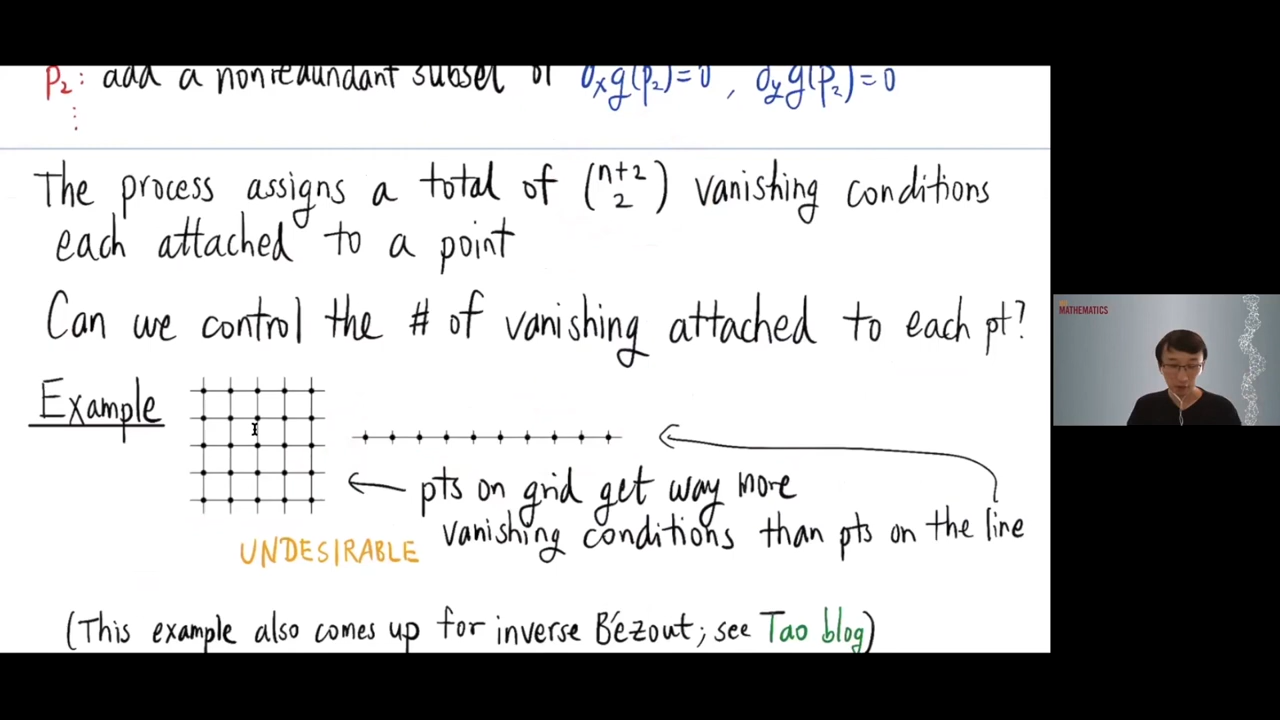 P₂ : add a nonredundant subset of ∂ₓg(p₂)=0 , ∂ᵧg(p₂)=0
The process assigns a total of (n+2 2) vanishing conditions
each attached to a point
Can we control the # of vanishing attached to each pt?
Example
pts on grid get way more
vanishing conditions than pts on the line
UNDESIRABLE
(This example also comes up for inverse Bézout; see Tao blog)
MATHEMATICS